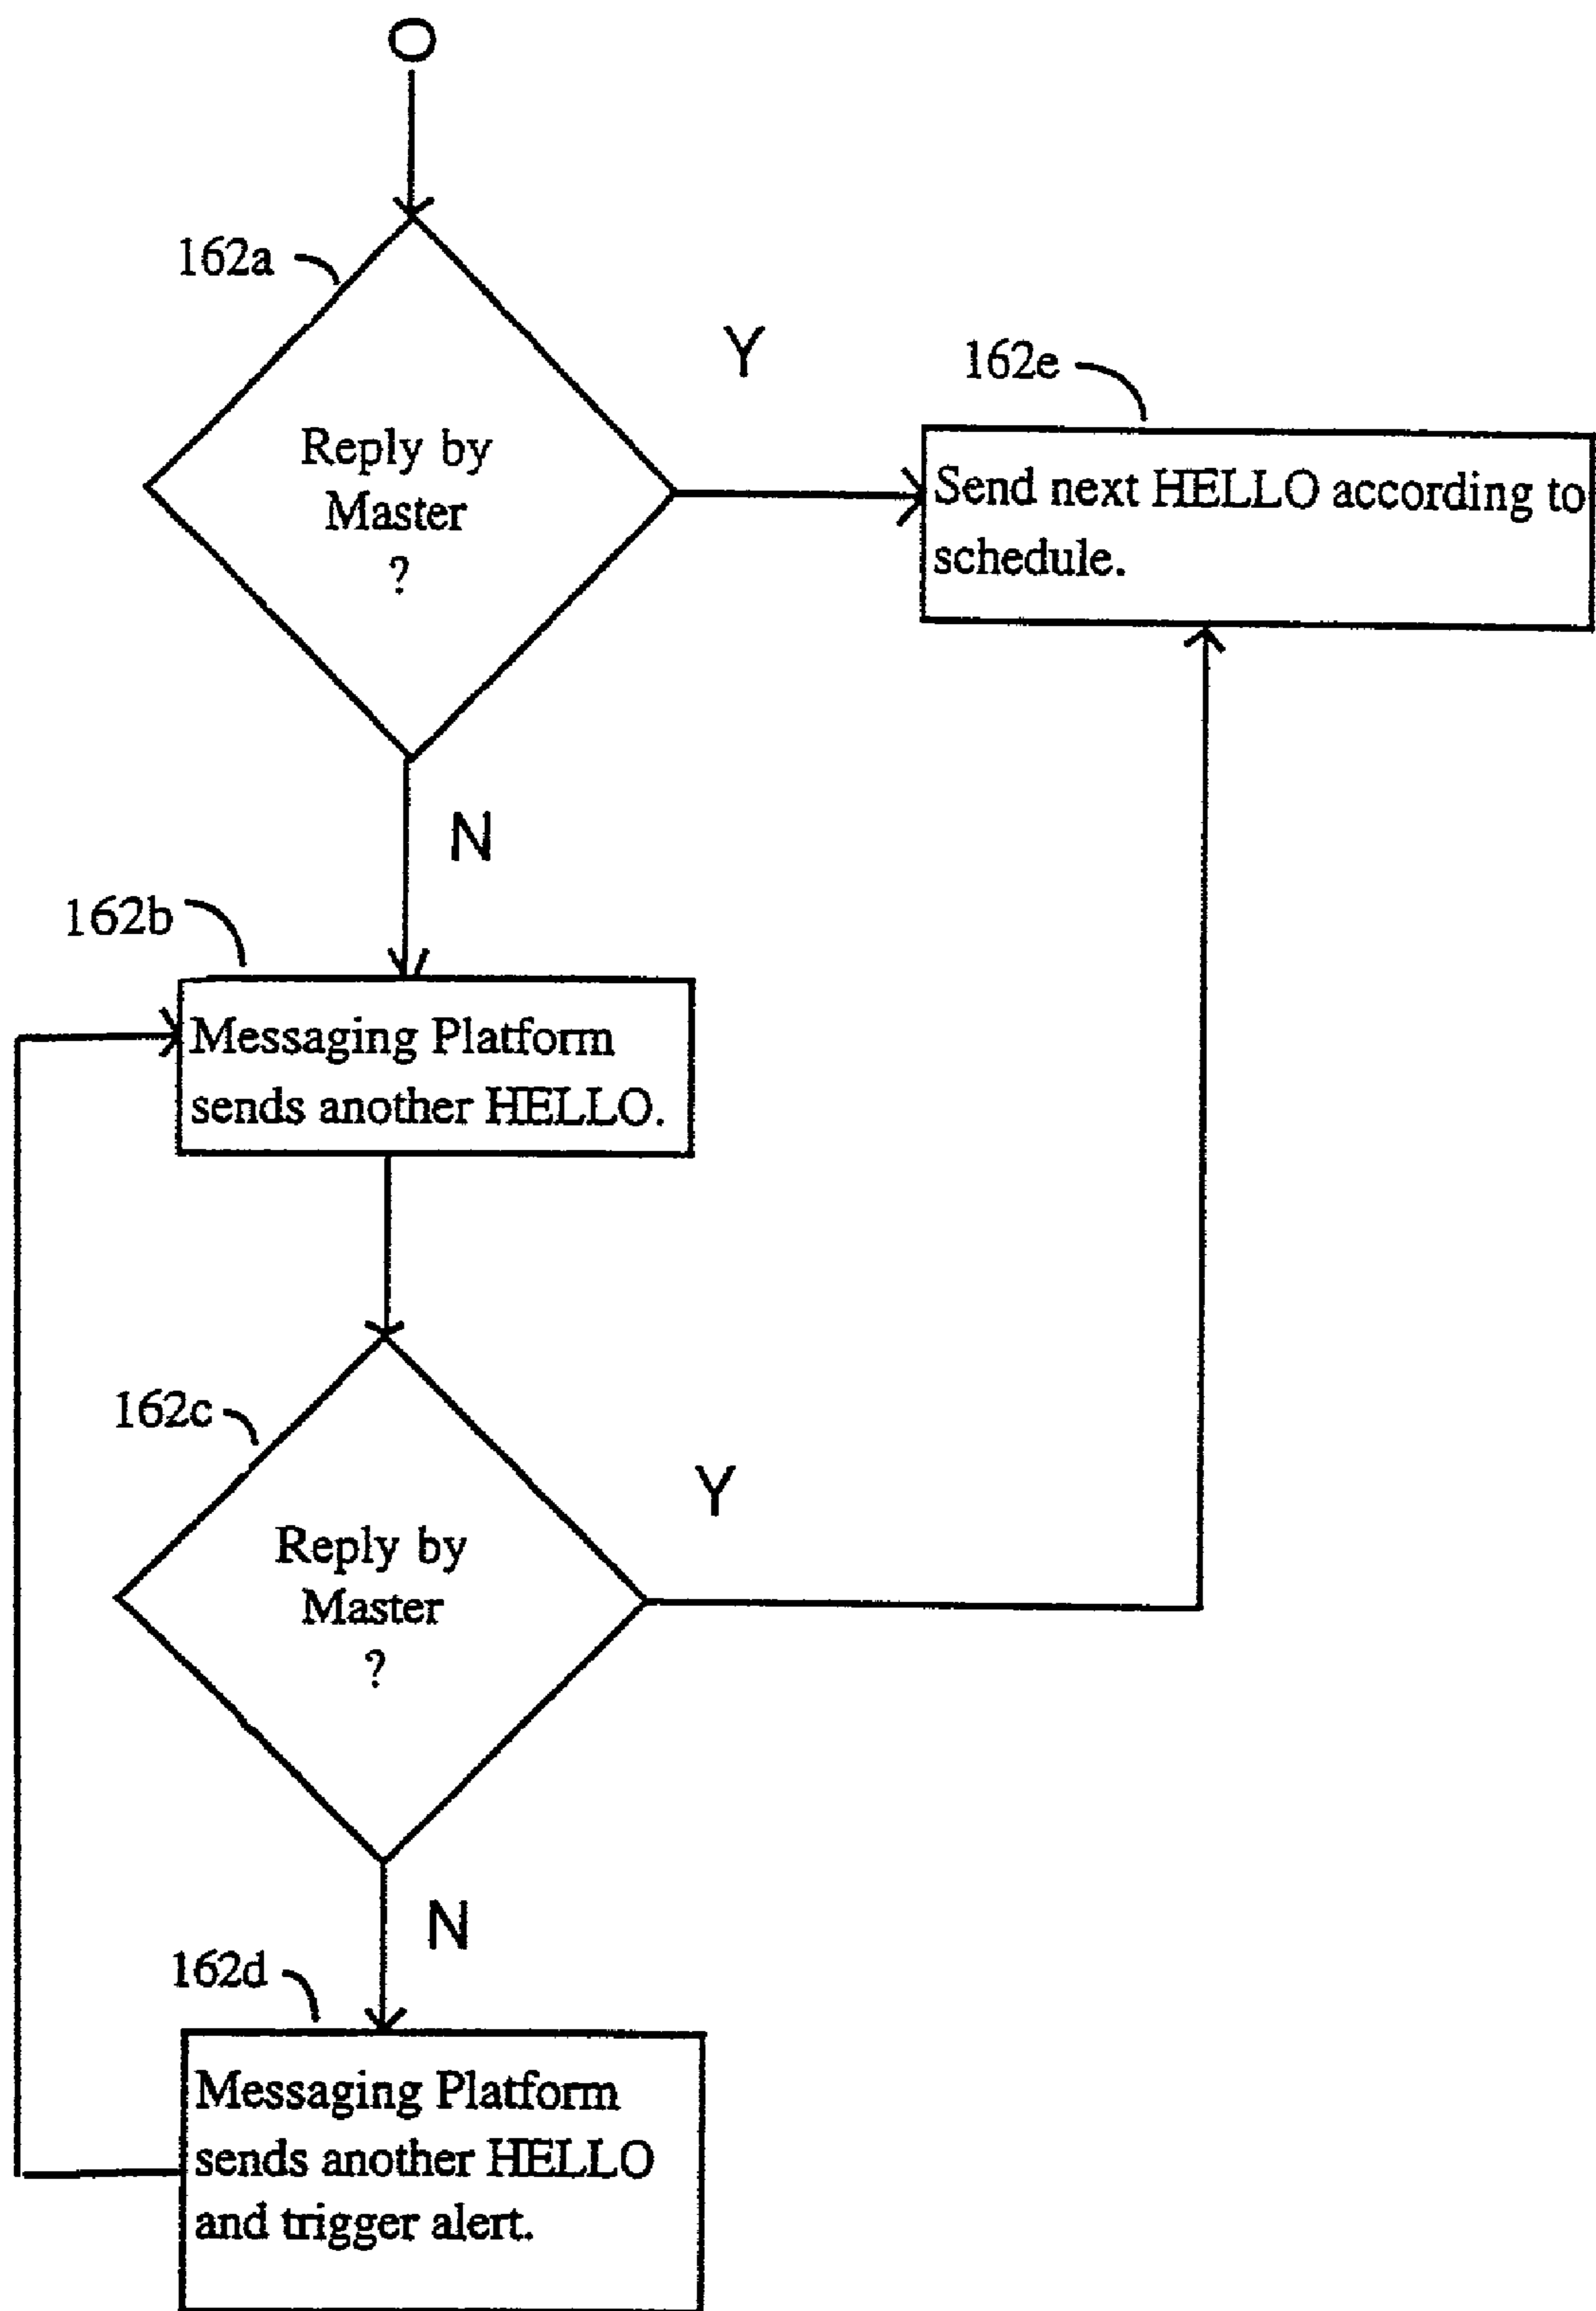 O
162a
Reply by
Master
?
Y
162e
Send next HELLO according to
schedule.
N
162b
Messaging Platform
sends another HELLO.
162c
Reply by
Master
?
Y
N
162d
Messaging Platform
sends another HELLO
and trigger alert.